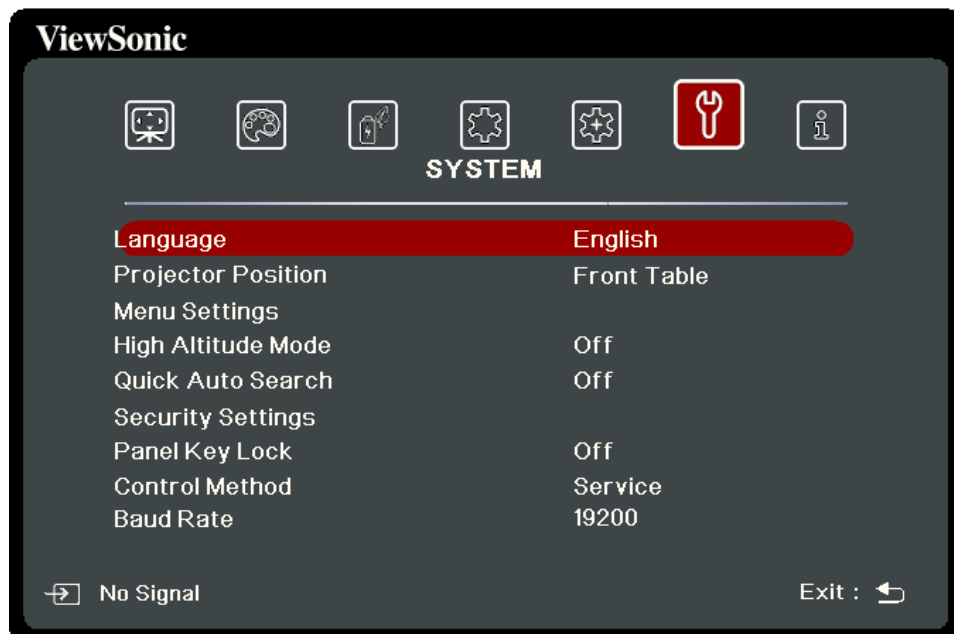 ViewSonic
SYSTEM
Language English
Projector Position Front Table
Menu Settings
High Altitude Mode Off
Quick Auto Search Off
Security Settings
Panel Key Lock Off
Control Method Service
Baud Rate 19200
No Signal Exit :